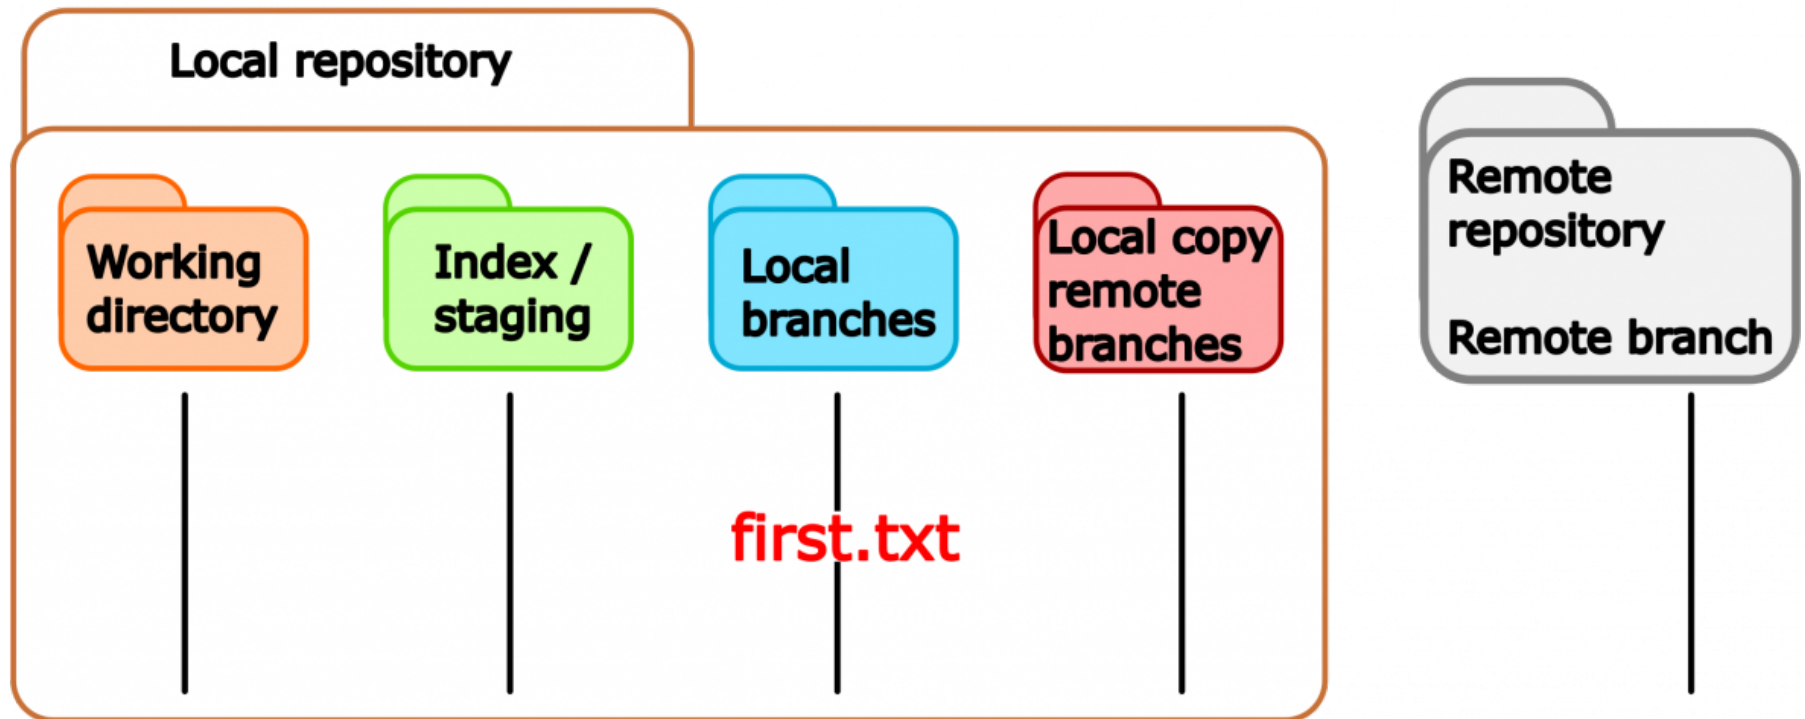 Local repository
Working
directory
Index /
staging
Local
branches
Local copy
remote
branches
Remote
repository
Remote branch
first.txt